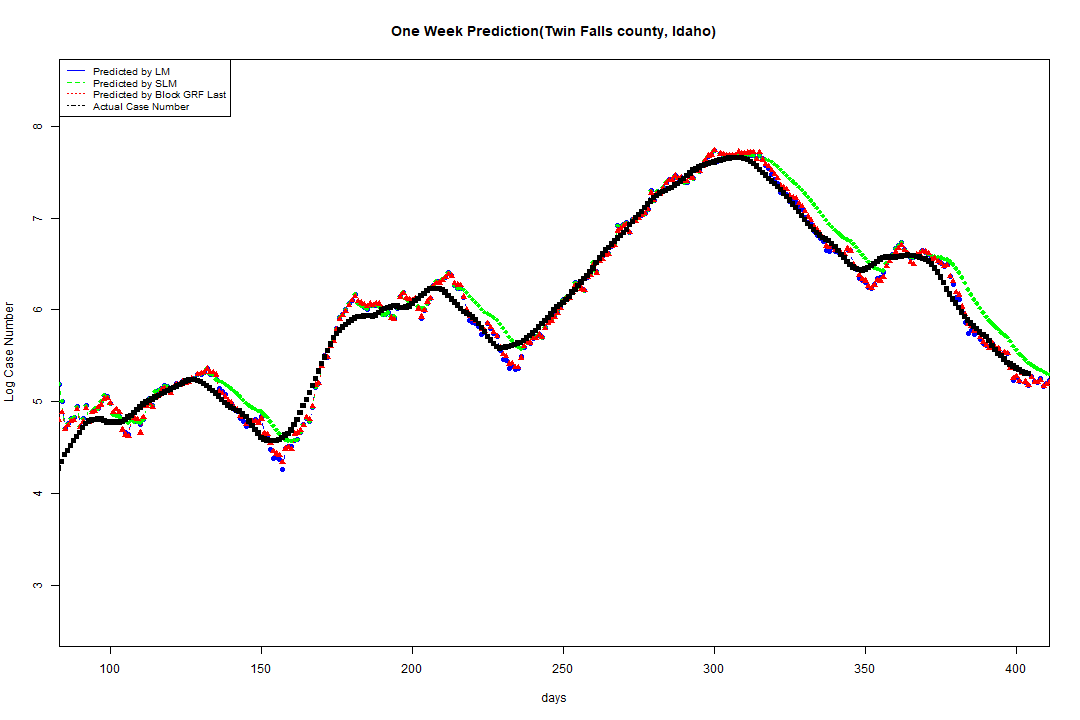 One Week Prediction(Twin Falls county, Idaho)
Predicted by LM
Predicted by SLM
Predicted by Block GRF Last
Actual Case Number
Log Case Number
8
7
6
5
4
3
100 150 200 250 300 350 400
days